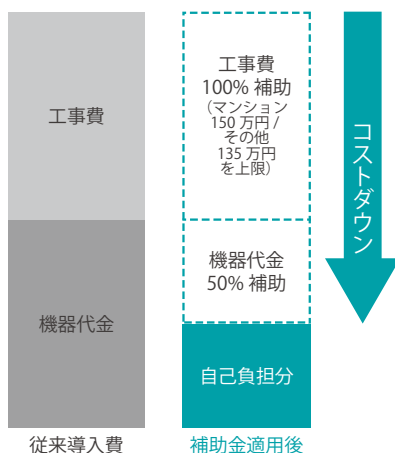 工事費
機器代金
従来導入費
工事費
100% 補助
（マンション
150 万円 /
その他
135 万円
を上限）
機器代金
50% 補助
自己負担分
補助金適用後
コストダウン